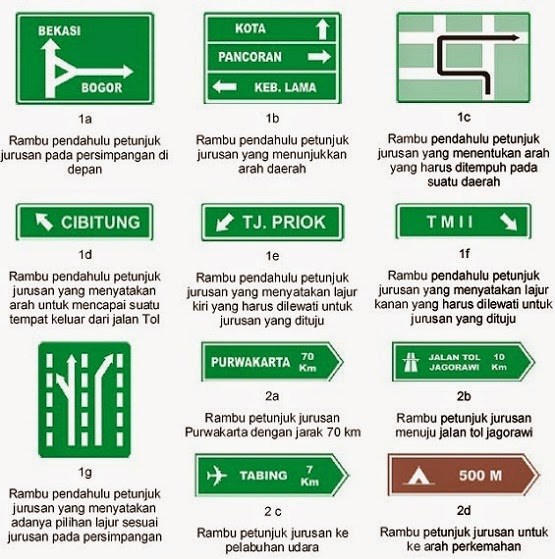 BEKASI
BOGOR
1a
Rambu pendahulu petunjuk
jurusan pada persimpangan di
depan
KOTA
PANCORAN
KEB. LAMA
1b
Rambu pendahulu petunjuk
jurusan yang menunjukkan
arah daerah
1c
Rambu pendahulu petunjuk
jurusan yang menentukan arah
yang harus ditempuh pada
suatu daerah
CIBITUNG
1d
Rambu pendahulu petunjuk
jurusan yang menyatakan
arah untuk mencapai suatu
tempat keluar dari jalan Tol
TJ. PRIOK
1e
Rambu pendahulu petunjuk
jurusan yang menyatakan lajur
kiri yang harus dilewati untuk
jurusan yang dituju
TMII
1f
Rambu pendahulu petunjuk
jurusan yang menyatakan lajur
kanan yang harus dilewati untuk
jurusan yang dituju
1g
Rambu pendahulu petunjuk
jurusan yang menyatakan
adanya pilihan lajur sesuai
jurusan pada persimpangan
PURWAKARTA 70 Km
2a
Rambu petunjuk jurusan
Purwakarta dengan jarak 70 km
JALAN TOL 10
JAGORAWI Km
2b
Rambu petunjuk jurusan
menuju jalan tol jagorawi
TABING 7 Km
2 c
Rambu petunjuk jurusan ke
pelabuhan udara
500 M
2d
Rambu petunjuk jurusan untuk
ke arah perkemahan